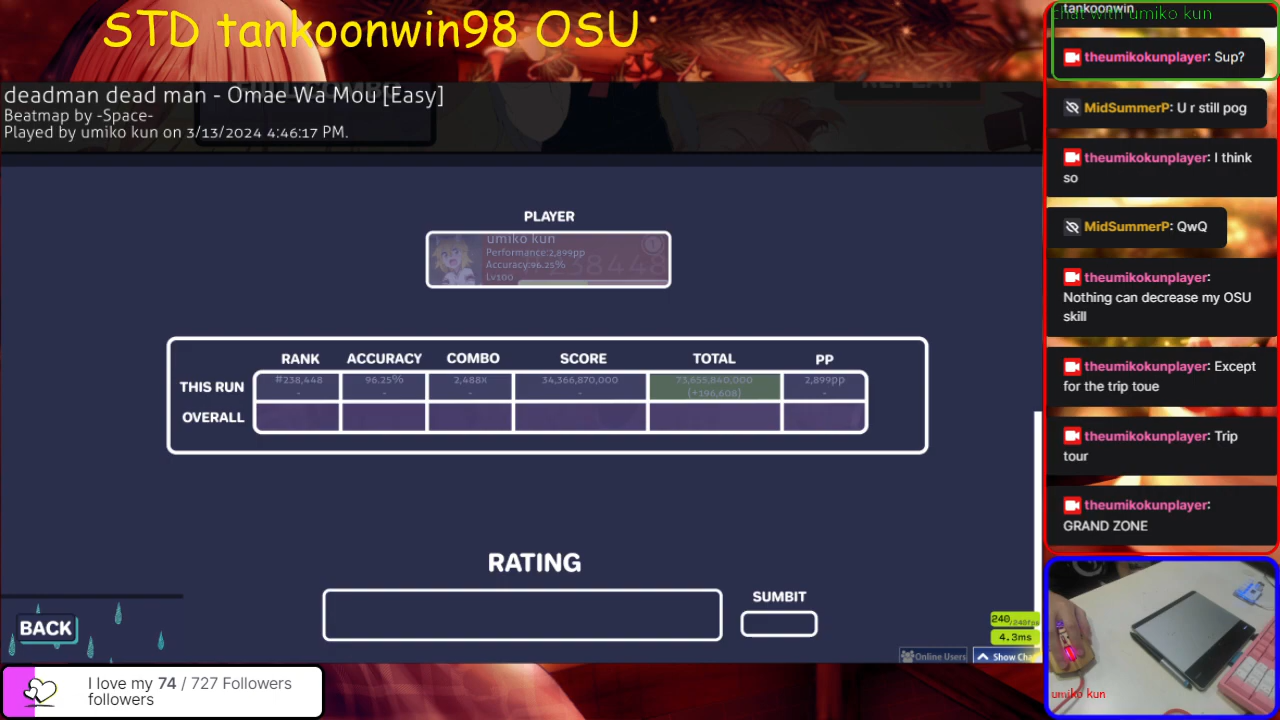 STD tankoonwin98 OSU
deadman dead man - Omae Wa Mou [Easy]
Beatmap by -Space-
Played by umiko kun on 3/13/2024 4:46:17 PM.
REPLAY
PLAYER
umiko kun
Performance:2,899pp
Accuracy:96.25%
Lv100
238448
RANK ACCURACY COMBO SCORE TOTAL PP
THIS RUN #238,448 96.25% 2,488x 34,366,870,000 73,655,840,000 2,899pp
- - - - (+196,608) -
OVERALL
RATING
SUMBIT
BACK
240/240fps
4.3ms
Online Users
Show Cha
I love my 74 / 727 Followers
followers
chat with umiko kun
tankoonwin
theumikokunplayer: Sup?
MidSummerP: U r still pog
theumikokunplayer: I think
so
MidSummerP: QwQ
theumikokunplayer:
Nothing can decrease my OSU
skill
theumikokunplayer: Except
for the trip toue
theumikokunplayer: Trip
tour
theumikokunplayer:
GRAND ZONE
umiko kun